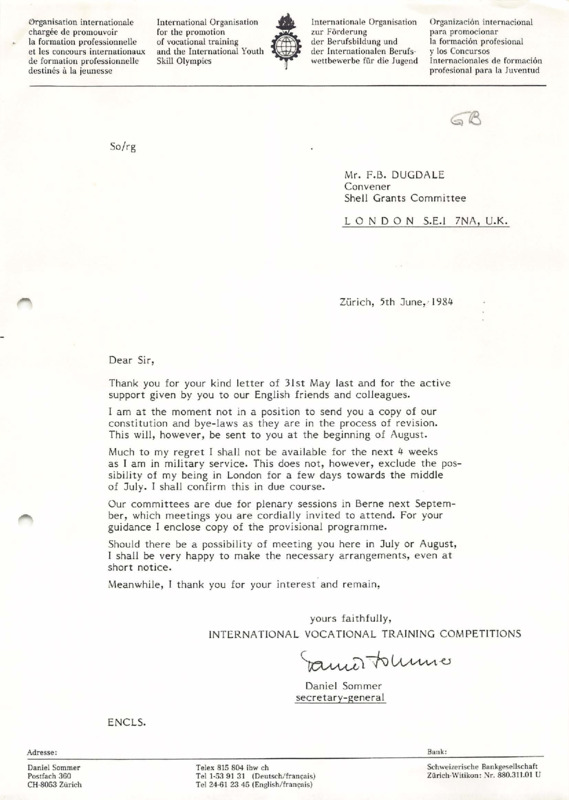 Organisation internationale
chargée de promouvoir
la formation professionnelle
et les concours internationaux
de formation professionnelle
destinés à la jeunesse
International Organisation
for the promotion
of vocational training
and the International Youth
Skill Olympics
Internationale Organisation
zur Förderung
der Berufsbildung und
der Internationalen Berufs-
wettbewerbe für die Jugend
Organización internacional
para promocionar
la formación profesional
y los Concursos
Internacionales de formación
profesional para la Juventud
GB
So/rg
Mr. F.B. DUGDALE
Convener
Shell Grants Committee
L O N D O N S.E.I 7NA, U.K.
Zürich, 5th June, 1984
Dear Sir,
Thank you for your kind letter of 31st May last and for the active
support given by you to our English friends and colleagues.
I am at the moment not in a position to send you a copy of our
constitution and bye-laws as they are in the process of revision.
This will, however, be sent to you at the beginning of August.
Much to my regret I shall not be available for the next 4 weeks
as I am in military service. This does not, however, exclude the pos-
sibility of my being in London for a few days towards the middle
of July. I shall confirm this in due course.
Our committees are due for plenary sessions in Berne next Septem-
ber, which meetings you are cordially invited to attend. For your
guidance I enclose copy of the provisional programme.
Should there be a possibility of meeting you here in July or August,
I shall be very happy to make the necessary arrangements, even at
short notice.
Meanwhile, I thank you for your interest and remain,
yours faithfully,
INTERNATIONAL VOCATIONAL TRAINING COMPETITIONS
Daniel Sommer
Daniel Sommer
secretary-general
ENCLS.
Adresse:
Daniel Sommer
Postfach 360
CH-8053 Zürich
Telex 815 804 ibw ch
Tel 1-53 91 31 (Deutsch/français)
Tel 24-61 23 45 (English/français)
Bank:
Schweizerische Bankgesellschaft
Zürich-Witikon: Nr. 880.311.01 U